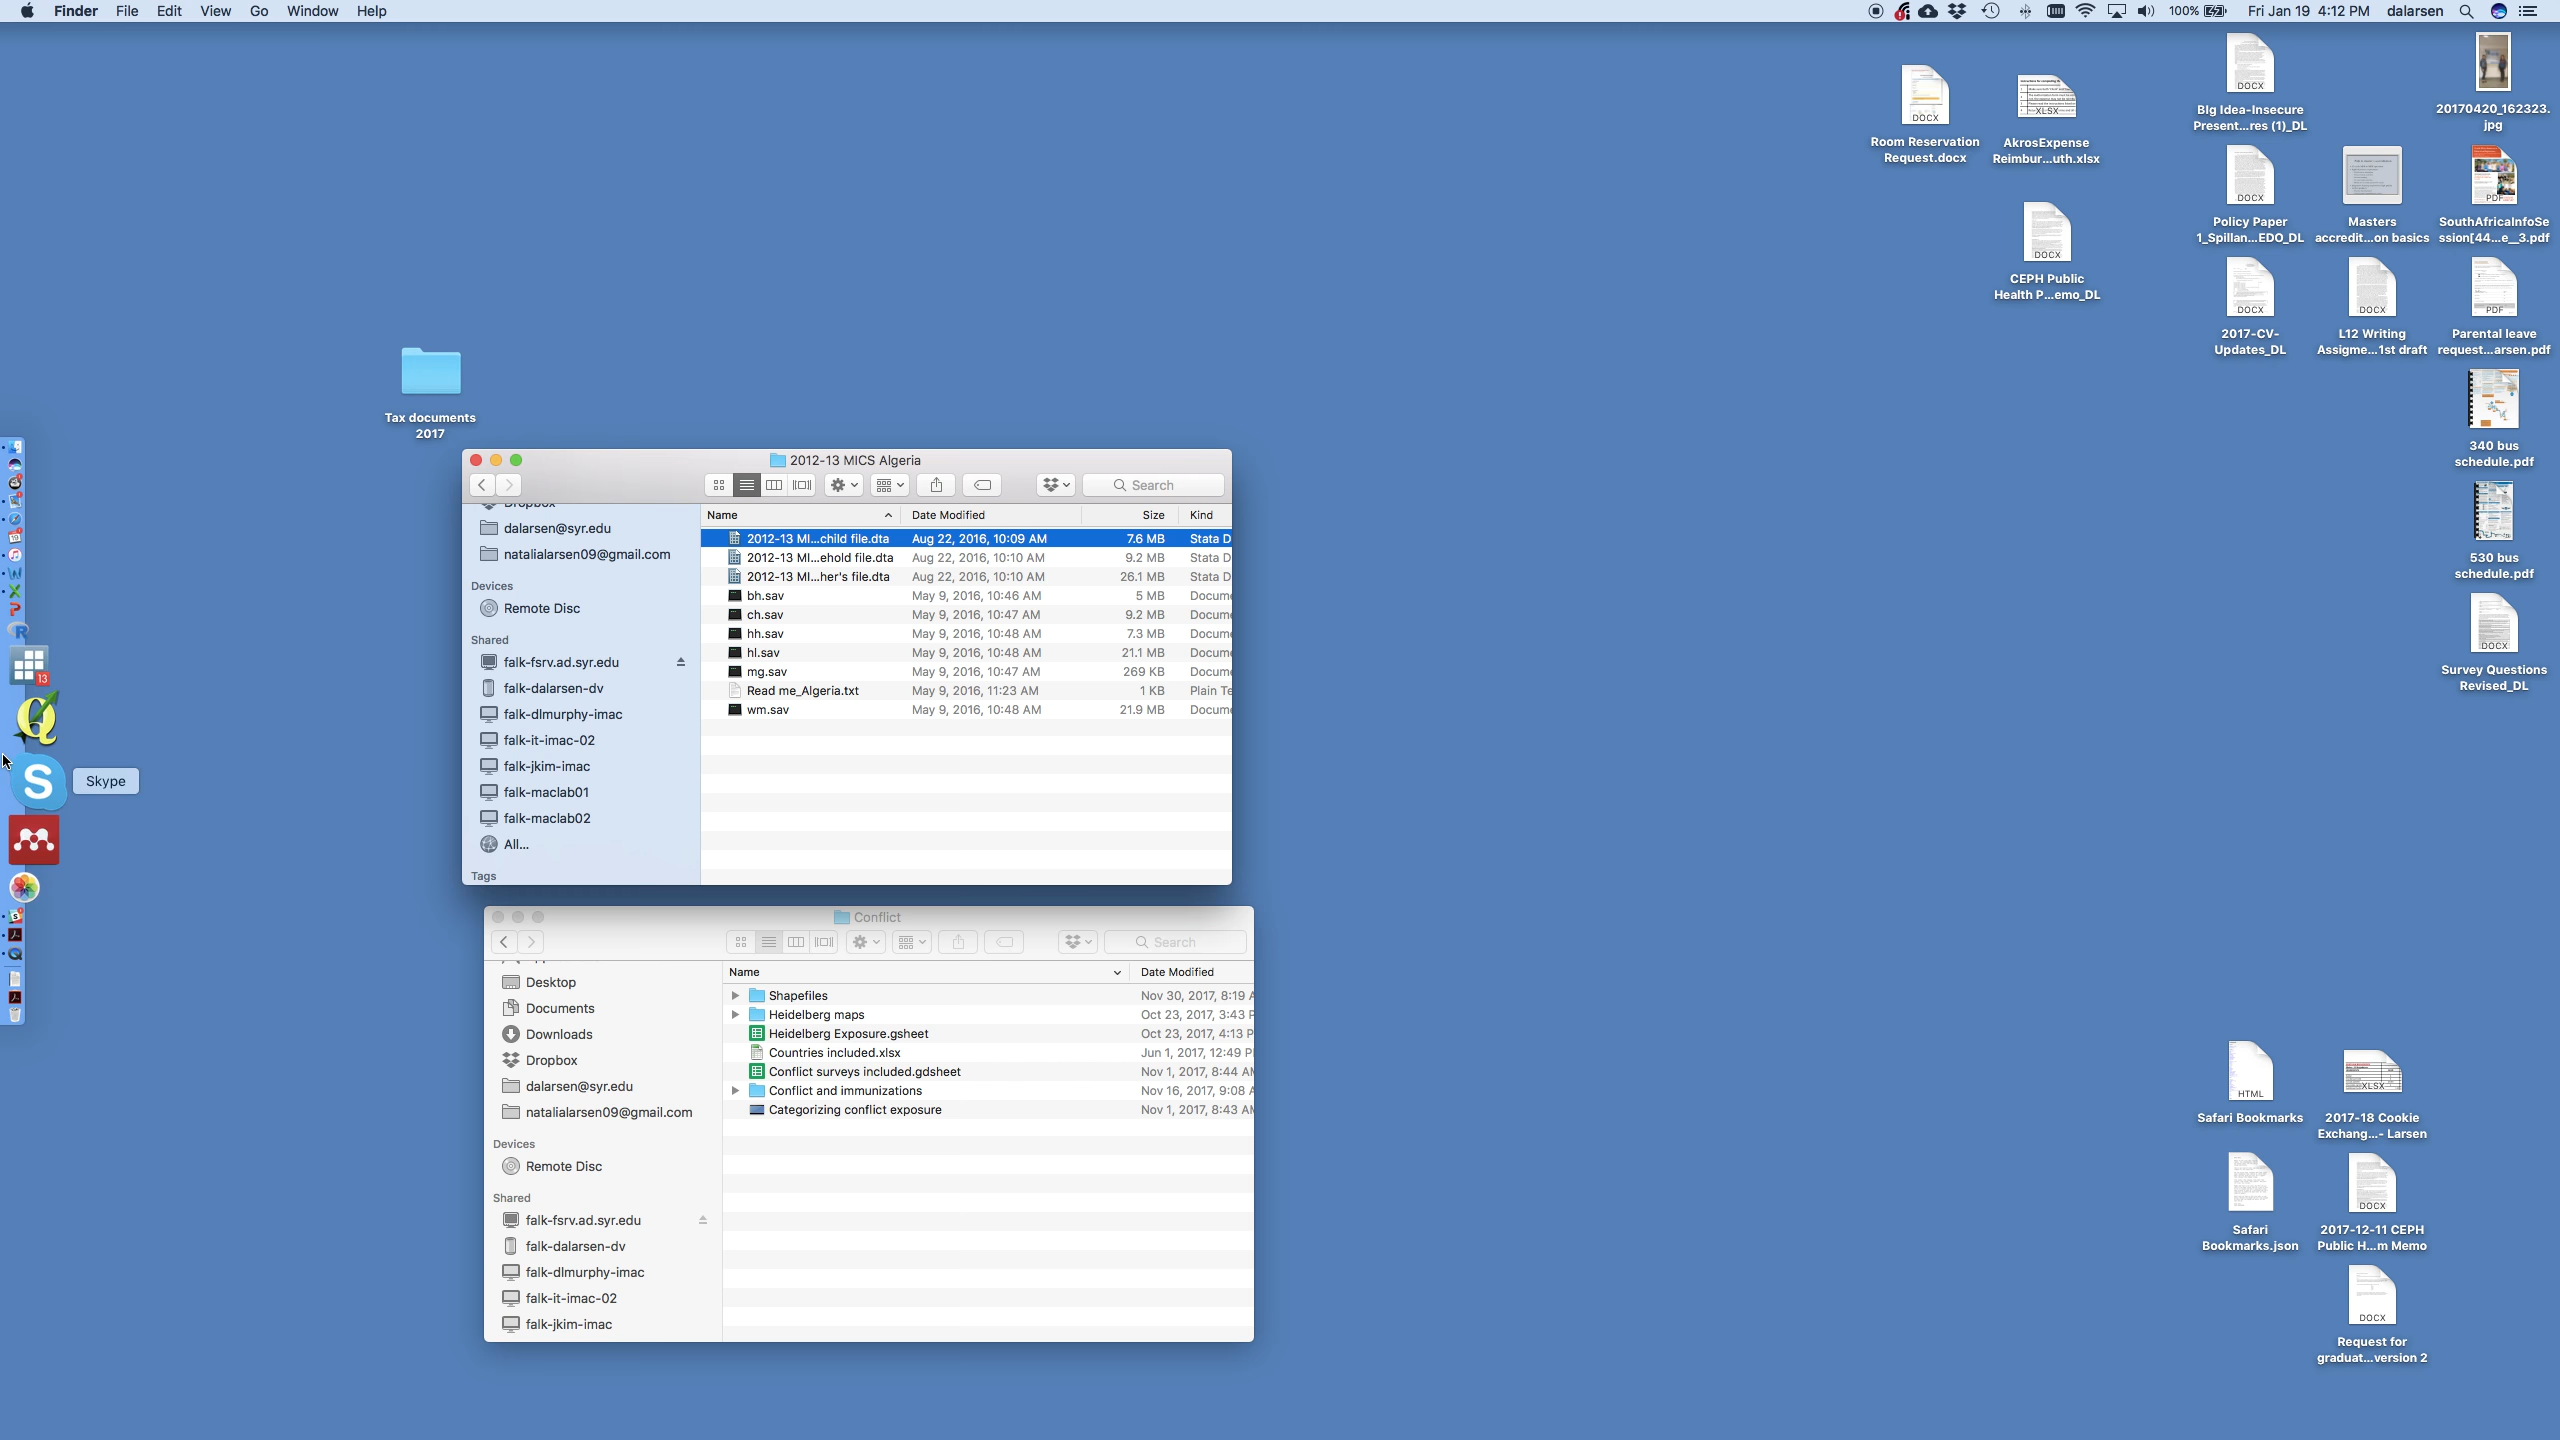 Finder File Edit View Go Window Help
100% Fri Jan 19 4:12 PM dalarsen
Room Reservation
Request.docx
AkrosExpense
Reimbur...uth.xlsx
BIg Idea-Insecure
Present...res (1)_DL
20170420_162323.
jpg
Policy Paper
1_Spillan...EDO_DL
Masters
accredit...on basics
SouthAfricaInfoSe
ssion[44...e__3.pdf
CEPH Public
Health P...emo_DL
2017-CV-
Updates_DL
L12 Writing
Assigme...1st draft
Parental leave
request...arsen.pdf
340 bus
schedule.pdf
530 bus
schedule.pdf
Survey Questions
Revised_DL
Tax documents
2017
Skype
13
2012-13 MICS Algeria
Search
Dropbox
dalarsen@syr.edu
natalialarsen09@gmail.com
Devices
Remote Disc
Shared
falk-fsrv.ad.syr.edu
falk-dalarsen-dv
falk-dlmurphy-imac
falk-it-imac-02
falk-jkim-imac
falk-maclab01
falk-maclab02
All...
Tags
Name Date Modified Size Kind
2012-13 MI...child file.dta Aug 22, 2016, 10:09 AM 7.6 MB Stata D
2012-13 MI...ehold file.dta Aug 22, 2016, 10:10 AM 9.2 MB Stata D
2012-13 MI...her's file.dta Aug 22, 2016, 10:10 AM 26.1 MB Stata D
bh.sav May 9, 2016, 10:46 AM 5 MB Docume
ch.sav May 9, 2016, 10:47 AM 9.2 MB Docume
hh.sav May 9, 2016, 10:48 AM 7.3 MB Docume
hl.sav May 9, 2016, 10:48 AM 21.1 MB Docume
mg.sav May 9, 2016, 10:47 AM 269 KB Docume
Read me_Algeria.txt May 9, 2016, 11:23 AM 1 KB Plain Te
wm.sav May 9, 2016, 10:48 AM 21.9 MB Docume
Conflict
Search
Desktop
Documents
Downloads
Dropbox
dalarsen@syr.edu
natalialarsen09@gmail.com
Devices
Remote Disc
Shared
falk-fsrv.ad.syr.edu
falk-dalarsen-dv
falk-dlmurphy-imac
falk-it-imac-02
falk-jkim-imac
Name Date Modified
Shapefiles Nov 30, 2017, 8:19 A
Heidelberg maps Oct 23, 2017, 3:43 P
Heidelberg Exposure.gsheet Oct 23, 2017, 4:13 P
Countries included.xlsx Jun 1, 2017, 12:49 P
Conflict surveys included.gdsheet Nov 1, 2017, 8:44 AM
Conflict and immunizations Nov 16, 2017, 9:08 A
Categorizing conflict exposure Nov 1, 2017, 8:43 AM
Safari Bookmarks
2017-18 Cookie
Exchang...- Larsen
Safari
Bookmarks.json
2017-12-11 CEPH
Public H...m Memo
Request for
graduat...version 2